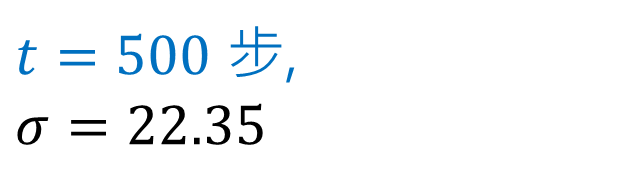 t = 500 步,
σ = 22.35